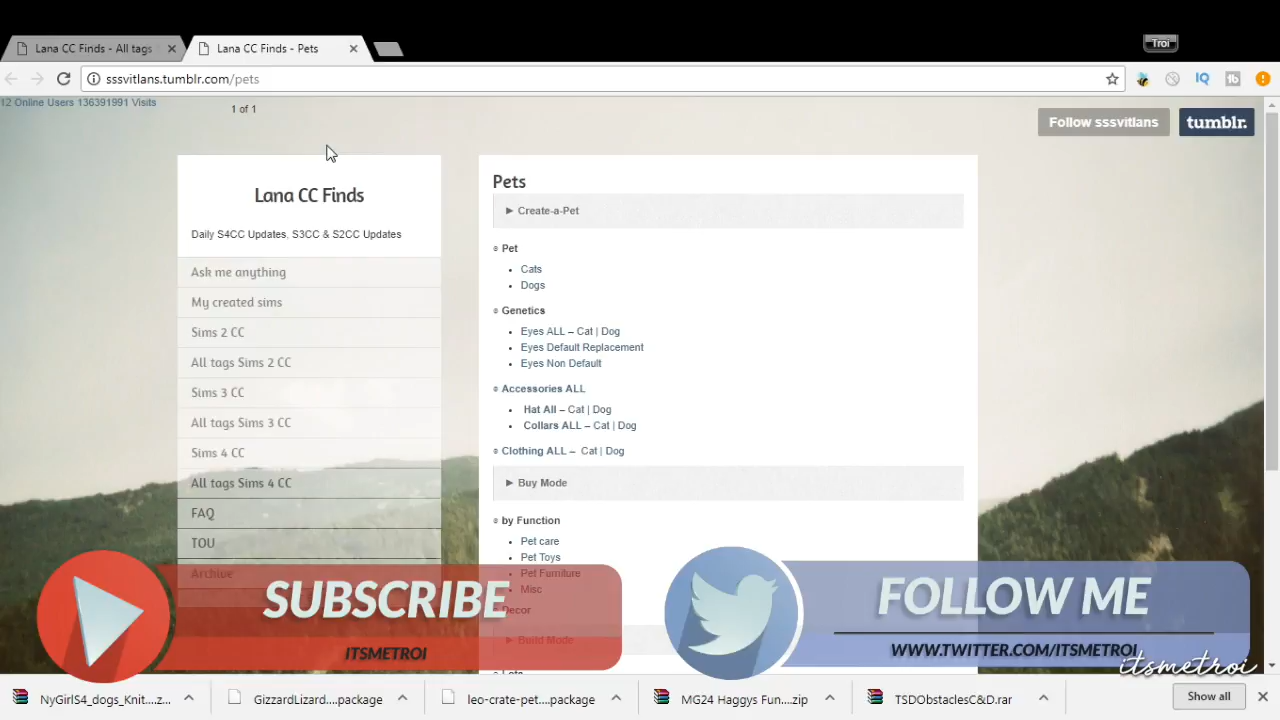 Lana CC Finds - All tags
Lana CC Finds - Pets
Troi
sssvitlans.tumblr.com/pets
IQ
12 Online Users 136391991 Visits
1 of 1
Follow sssvitlans
tumblr.
Lana CC Finds
Daily S4CC Updates, S3CC & S2CC Updates
Ask me anything
My created sims
Sims 2 CC
All tags Sims 2 CC
Sims 3 CC
All tags Sims 3 CC
Sims 4 CC
All tags Sims 4 CC
FAQ
TOU
Archive
Pets
► Create-a-Pet
Pet
• Cats
• Dogs
Genetics
• Eyes ALL – Cat | Dog
• Eyes Default Replacement
• Eyes Non Default
Accessories ALL
• Hat All – Cat | Dog
• Collars ALL – Cat | Dog
Clothing ALL – Cat | Dog
► Buy Mode
by Function
• Pet care
• Pet Toys
• Pet Furniture
• Misc
Decor
► Build Mode
Lots
SUBSCRIBE
ITSMETROI
FOLLOW ME
WWW.TWITTER.COM/ITSMETROI
itsmetroi
NyGirlS4_dogs_Knit....z
GizzardLizard....package
leo-crate-pet....package
MG24 Haggys Fun....zip
TSDObstaclesC&D.rar
Show all